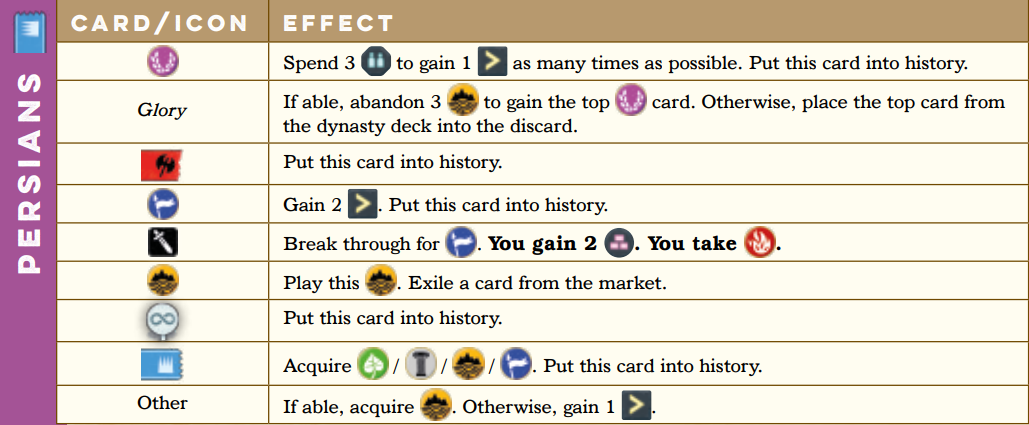 PERSIANS
CARD/ICON EFFECT
Spend 3 to gain 1 as many times as possible. Put this card into history.
Glory
If able, abandon 3 to gain the top card. Otherwise, place the top card from
the dynasty deck into the discard.
Put this card into history.
Gain 2 . Put this card into history.
Break through for . You gain 2 . You take .
Play this . Exile a card from the market.
Put this card into history.
Acquire / / / . Put this card into history.
Other If able, acquire . Otherwise, gain 1 .